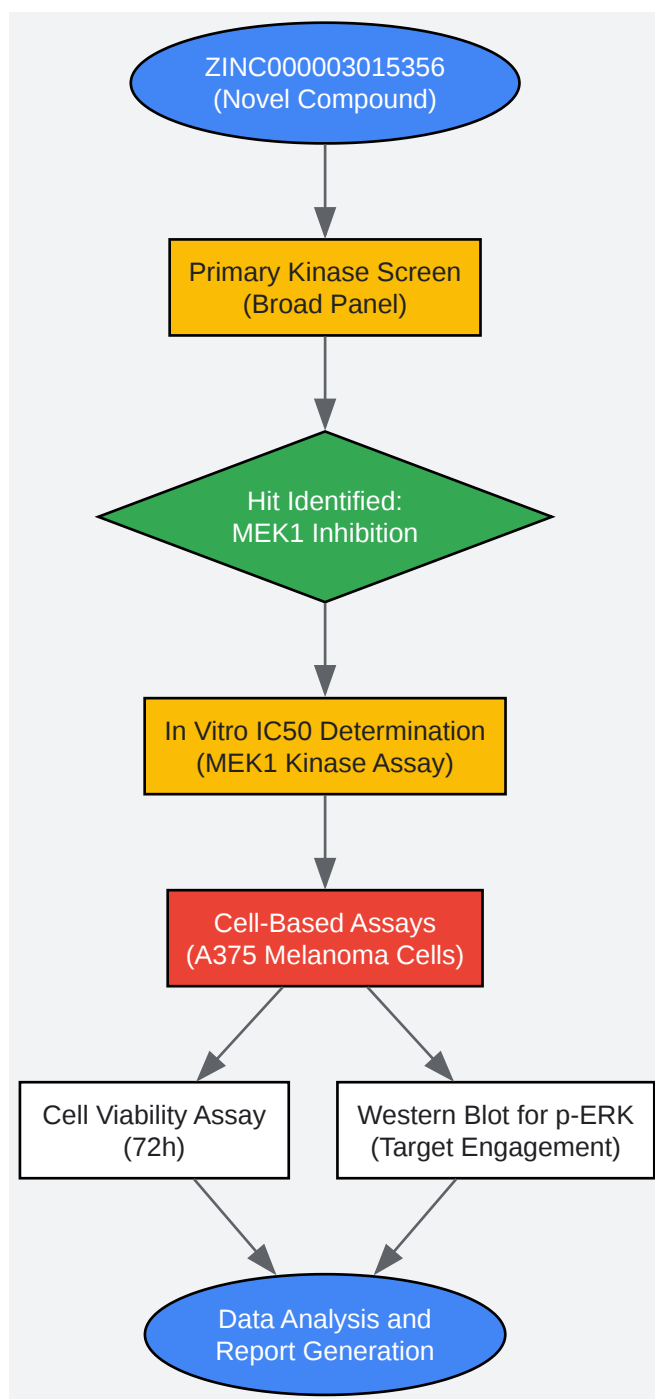 ZINC000003015356
(Novel Compound)
Primary Kinase Screen
(Broad Panel)
Hit Identified:
MEK1 Inhibition
In Vitro IC50 Determination
(MEK1 Kinase Assay)
Cell-Based Assays
(A375 Melanoma Cells)
Cell Viability Assay
(72h)
Western Blot for p-ERK
(Target Engagement)
Data Analysis and
Report Generation